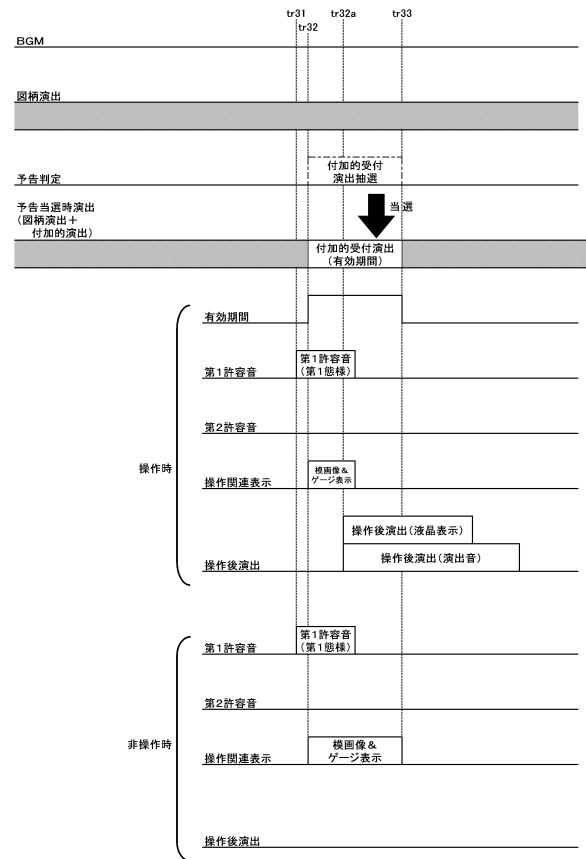 tr31
tr32a
tr33
tr32
BGM
図柄演出
付加的受付
演出抽選
予告判定
当選
予告当選時演出
(図柄演出+
付加的演出)
付加的受付演出
(有効期間)
操作時
有効期間
第1許容音
第1許容音
(第1態様)
第2許容音
操作関連表示
模画像&
ゲージ表示
操作後演出(液晶表示)
操作後演出
操作後演出(演出音)
非操作時
第1許容音
第1許容音
(第1態様)
第2許容音
操作関連表示
模画像&
ゲージ表示
操作後演出